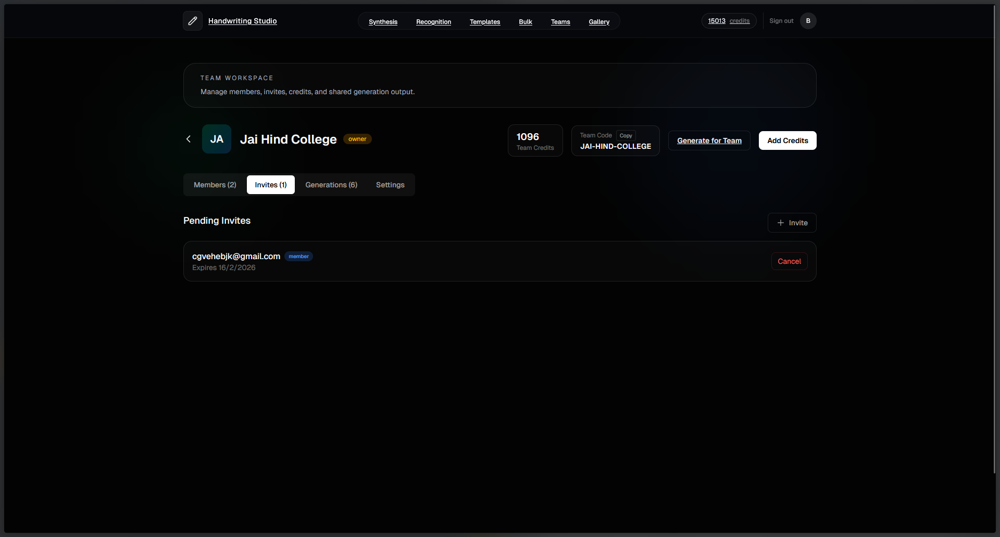 Handwriting Studio
Synthesis Recognition Templates Bulk Teams Gallery
15013 credits Sign out B
TEAM WORKSPACE
Manage members, invites, credits, and shared generation output.
JA Jai Hind College owner
1096
Team Credits
Team Code Copy
JAI-HIND-COLLEGE
Generate for Team
Add Credits
Members (2) Invites (1) Generations (6) Settings
Pending Invites
Invite
cgvehebjk@gmail.com member
Expires 16/2/2026
Cancel